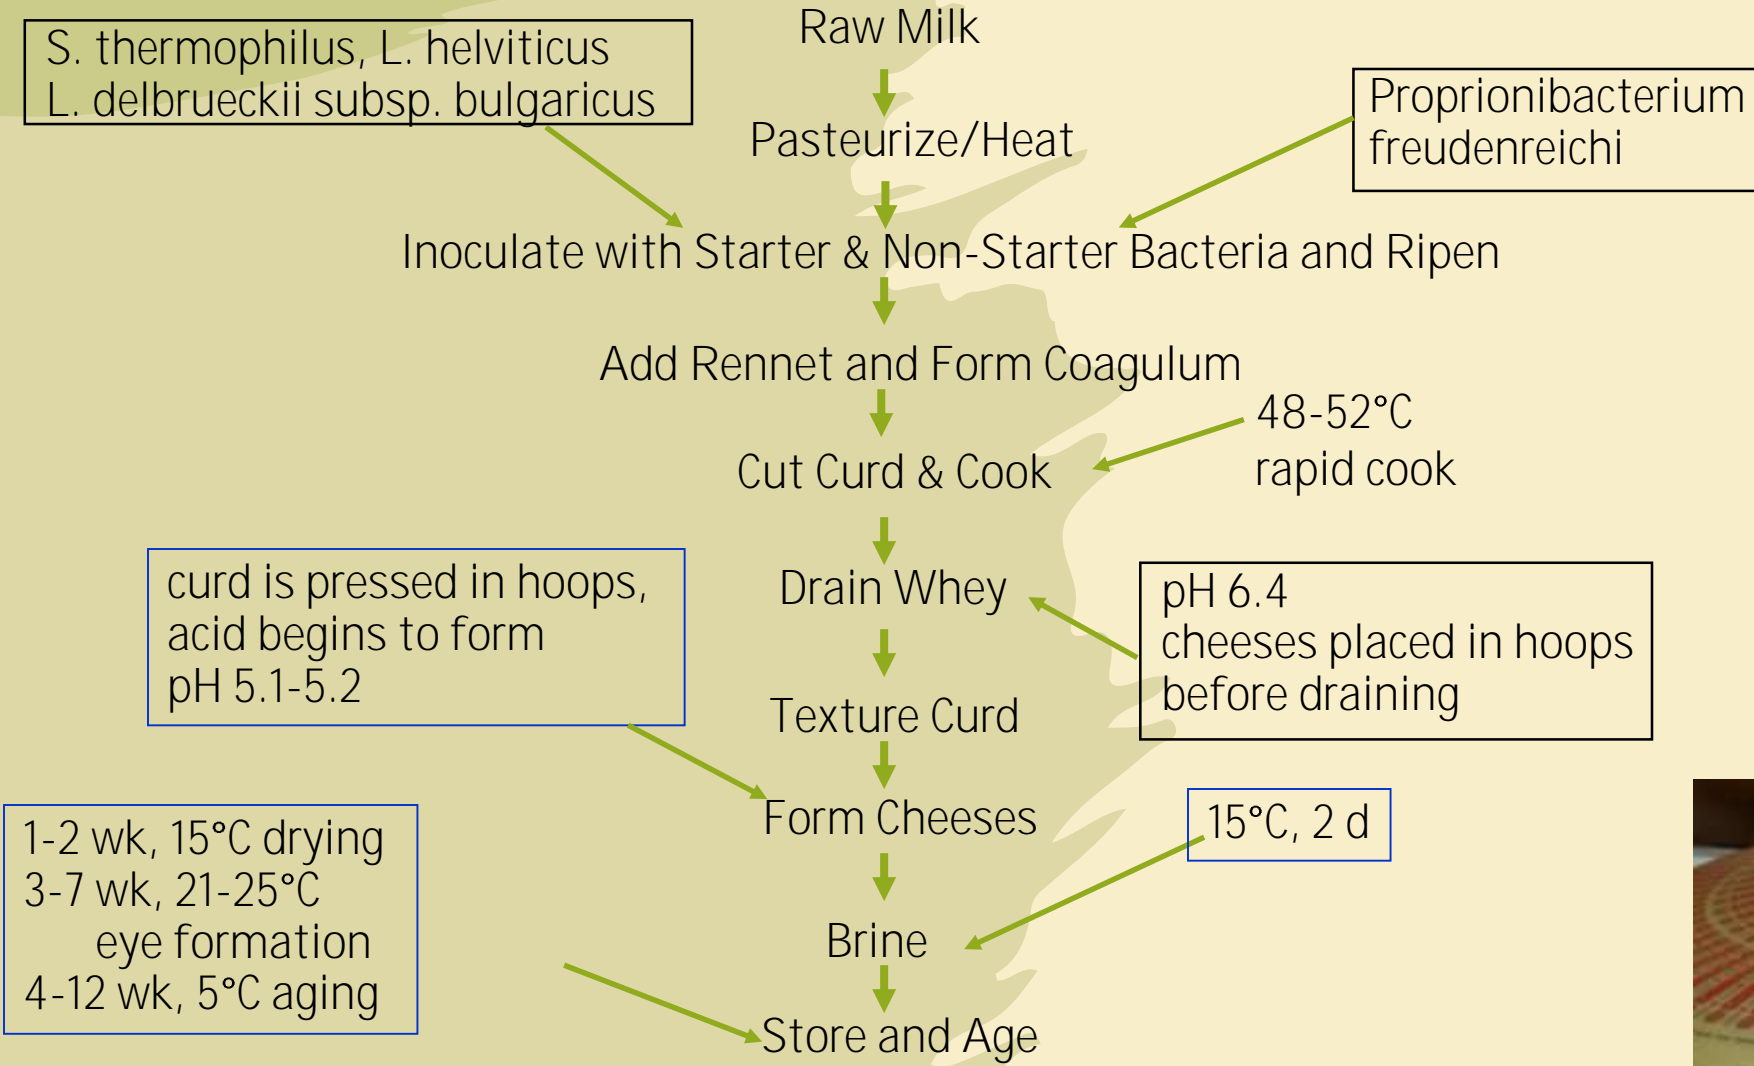 Raw Milk
S. thermophilus, L. helviticus
L. delbrueckii subsp. bulgaricus
Proprionibacterium
freudenreichi
Pasteurize/Heat
Inoculate with Starter & Non-Starter Bacteria and Ripen
Add Rennet and Form Coagulum
48-52°C
rapid cook
Cut Curd & Cook
Drain Whey
pH 6.4
cheeses placed in hoops
before draining
curd is pressed in hoops,
acid begins to form
pH 5.1-5.2
Texture Curd
Form Cheeses
15°C, 2 d
Brine
1-2 wk, 15°C drying
3-7 wk, 21-25°C
eye formation
4-12 wk, 5°C aging
Store and Age